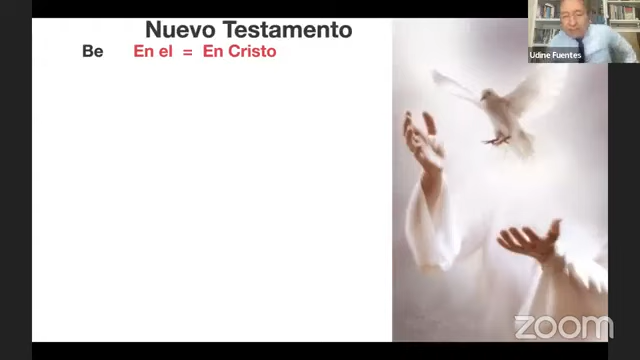 Nuevo Testamento
Be En el = En Cristo
Udine Fuentes
zoom